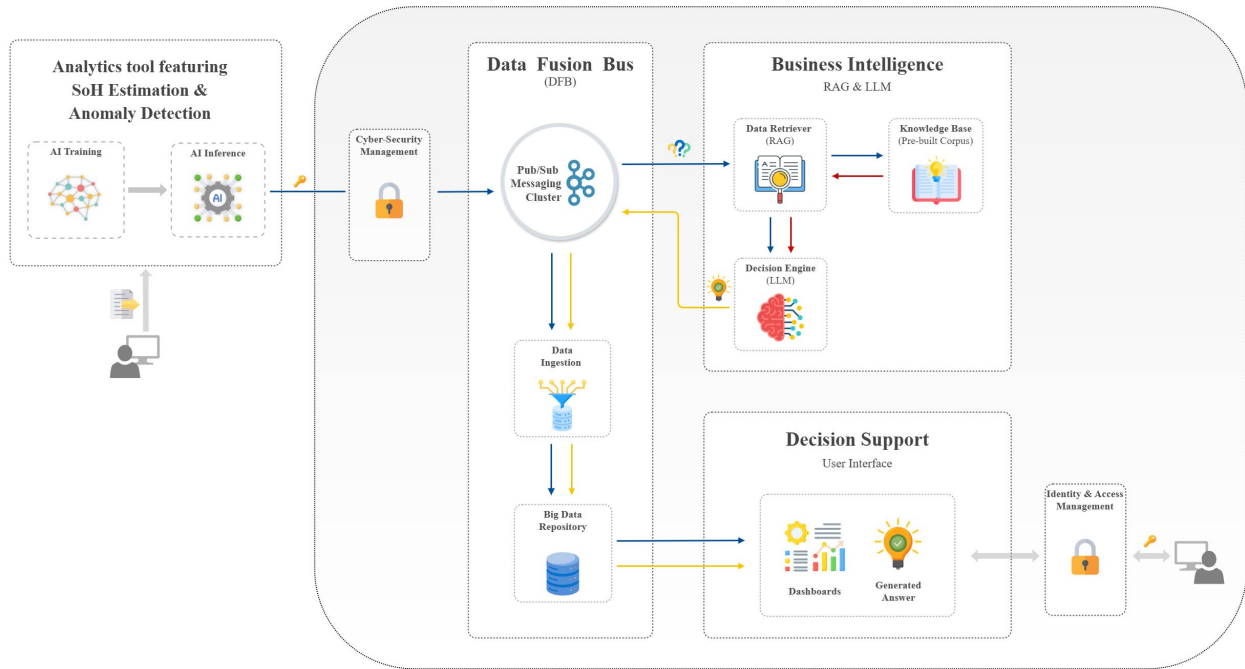 Analytics tool featuring
SoH Estimation &
Anomaly Detection
AI Training
AI Inference
AI
Cyber-Security
Management
Data Fusion Bus
(DFB)
Pub/Sub
Messaging
Cluster
Data
Ingestion
Big Data
Repository
Business Intelligence
RAG & LLM
Data Retriever
(RAG)
A
Knowledge Base
(Pre-built Corpus)
Decision Engine
(LLM)
Decision Support
User Interface
Dashboards
Generated
Answer
Identity & Access
Management